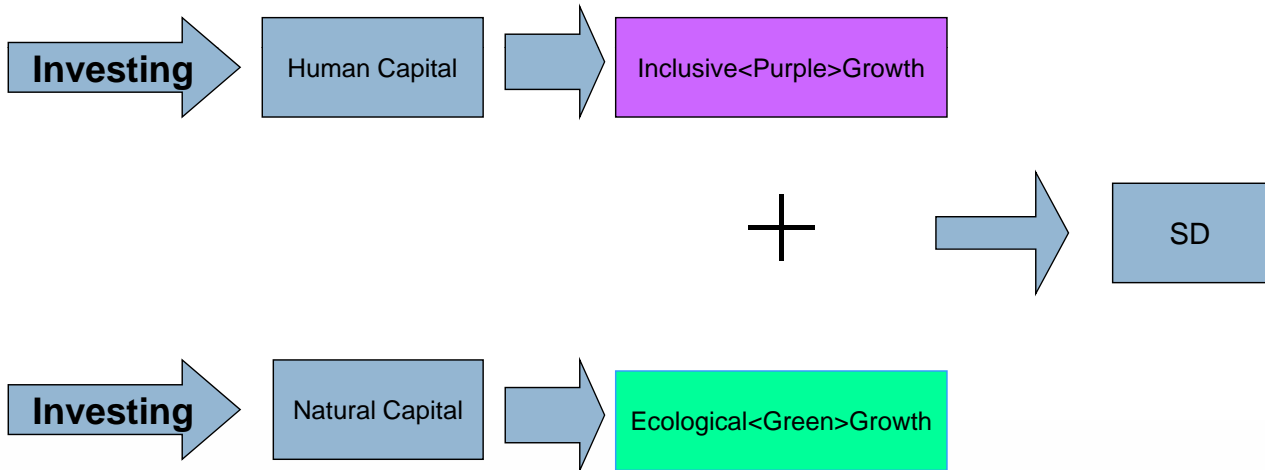 Investing
Human Capital
Inclusive<Purple>Growth
+
SD
Investing
Natural Capital
Ecological<Green>Growth